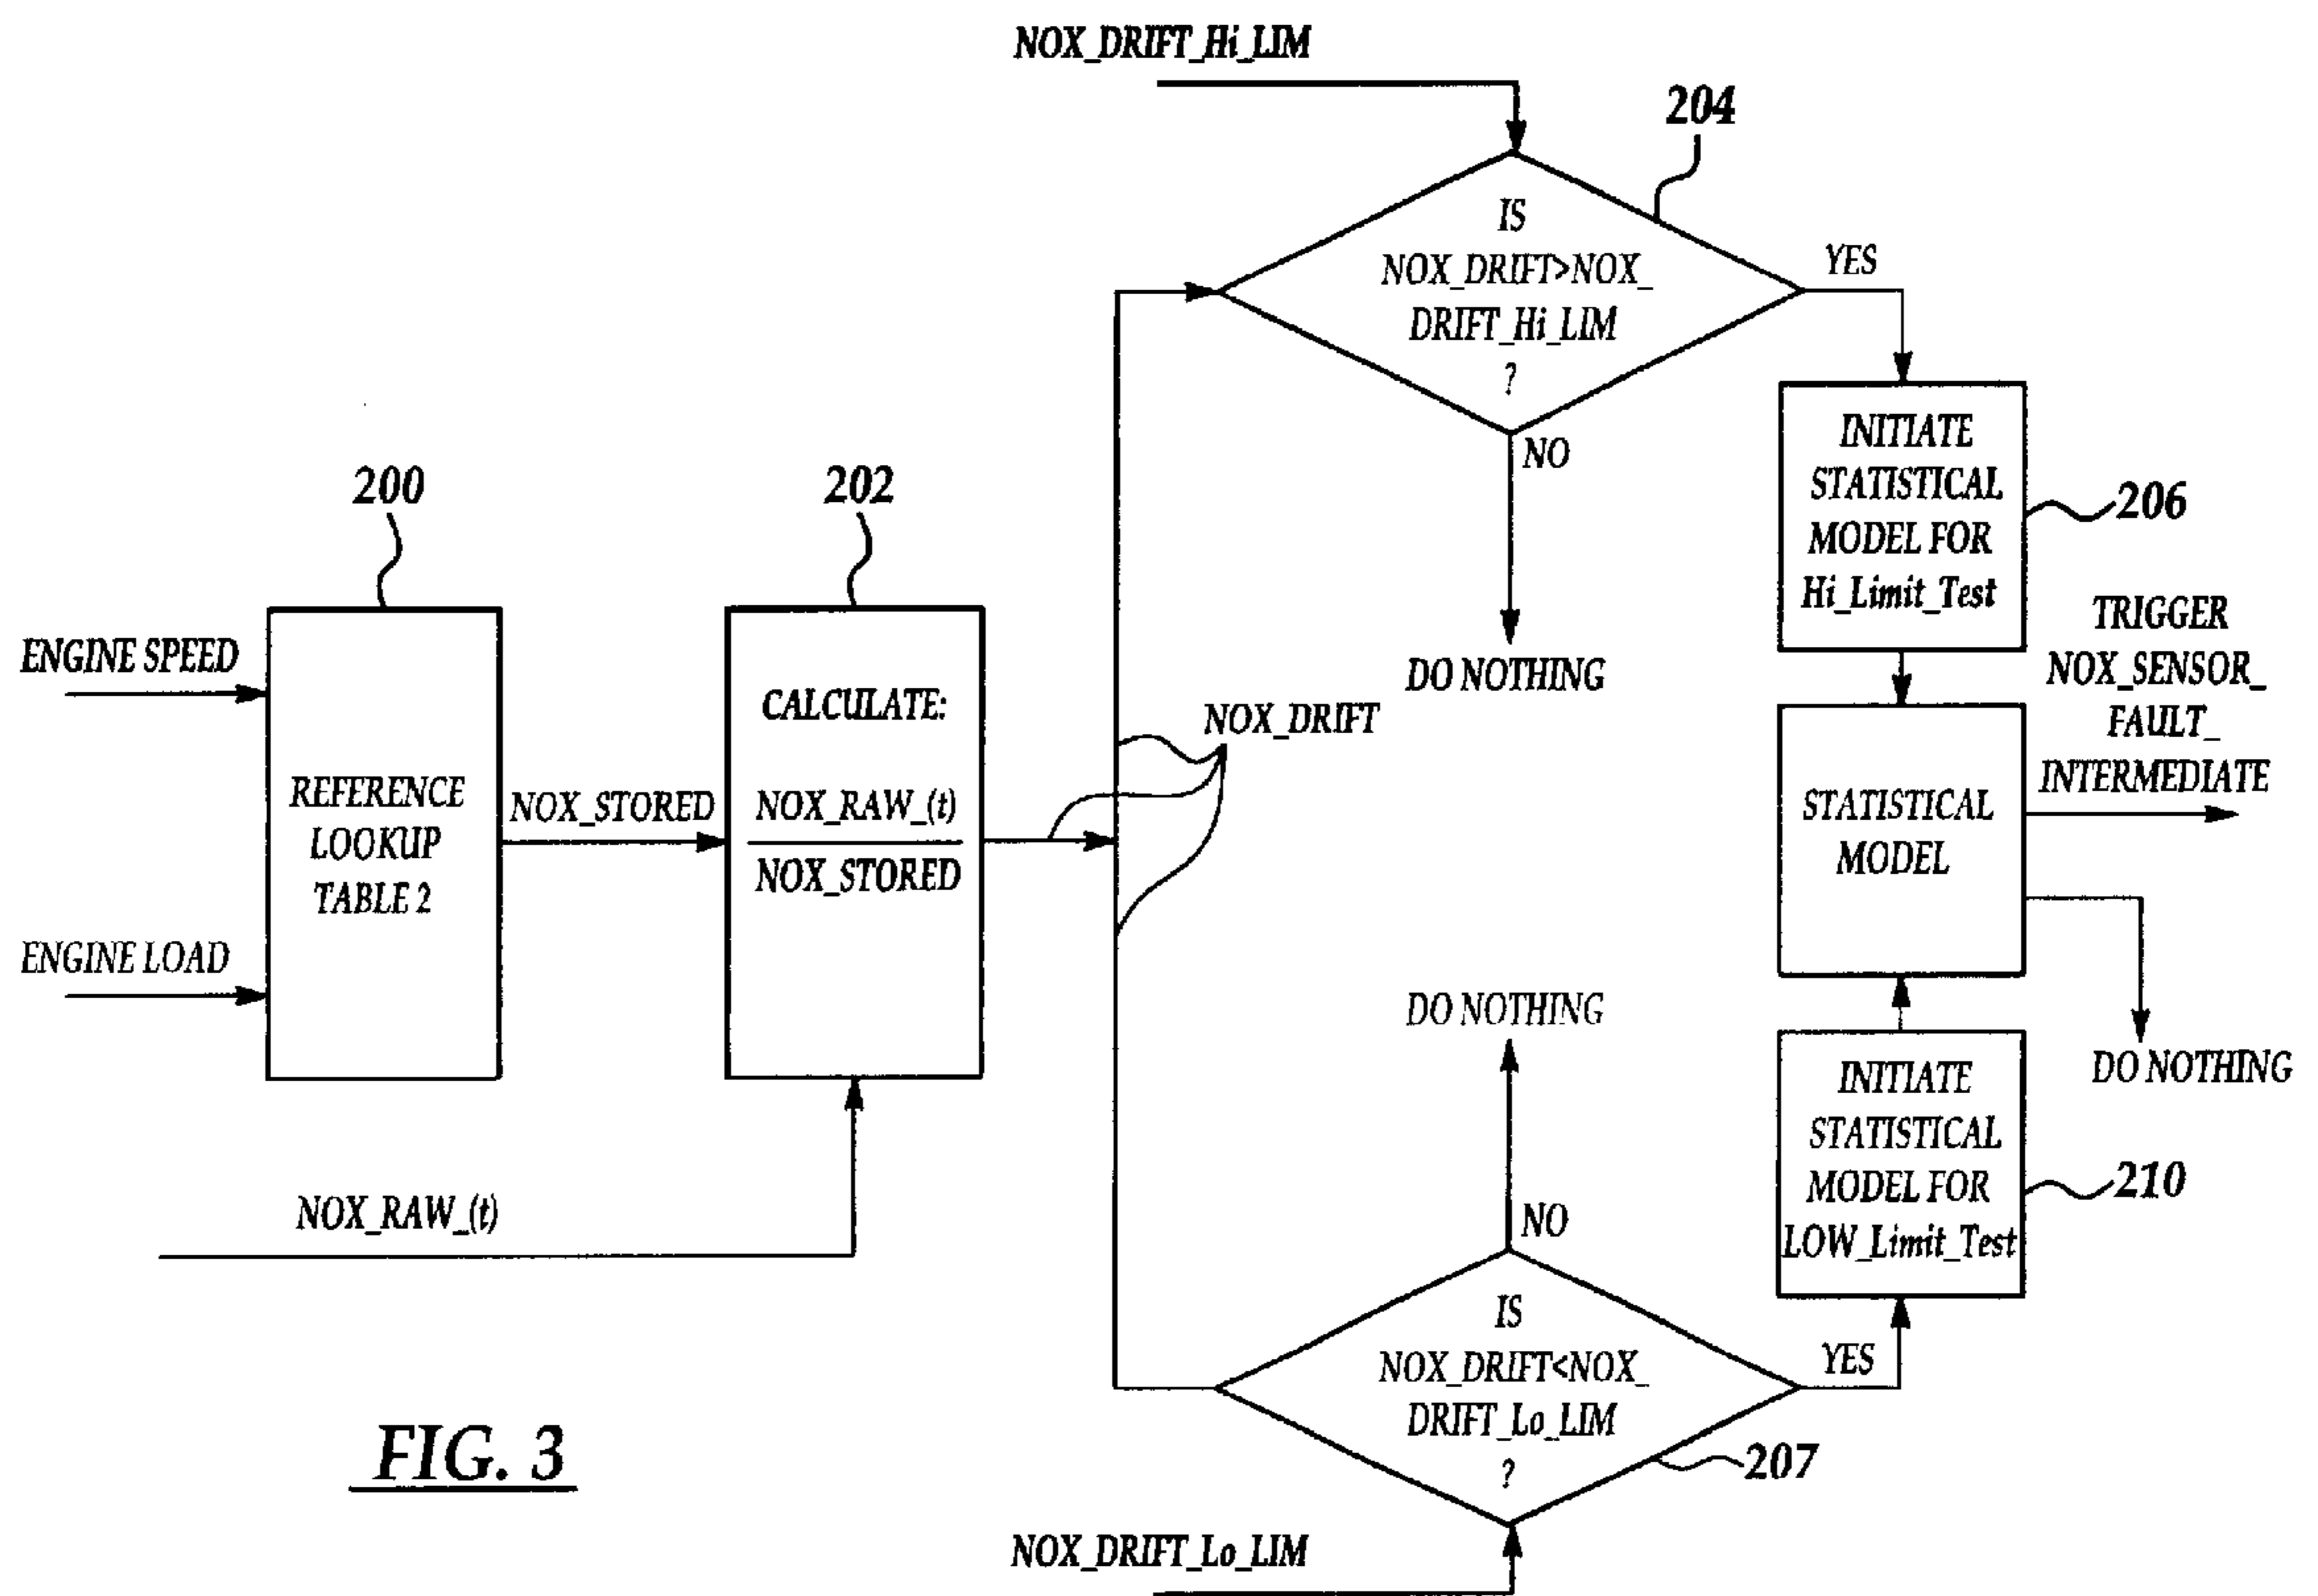 NOX_DRIFT_Hi_LIM
204
IS
NOX_DRIFT>NOX_
DRIFT_Hi_LIM
?
YES
NO
DO NOTHING
INITIATE
STATISTICAL
MODEL FOR
Hi_Limit_Test
206
200
202
ENGINE SPEED
ENGINE LOAD
REFERENCE
LOOKUP
TABLE 2
NOX_STORED
CALCULATE:
NOX_RAW_(t)
NOX_STORED
NOX_DRIFT
NOX_RAW_(t)
TRIGGER
NOX_SENSOR_
FAULT_
INTERMEDIATE
STATISTICAL
MODEL
DO NOTHING
DO NOTHING
NO
INITIATE
STATISTICAL
MODEL FOR
LOW_Limit_Test
210
IS
NOX_DRIFT<NOX_
DRIFT_Lo_LIM
?
YES
207
NOX_DRIFT_Lo_LIM
FIG. 3